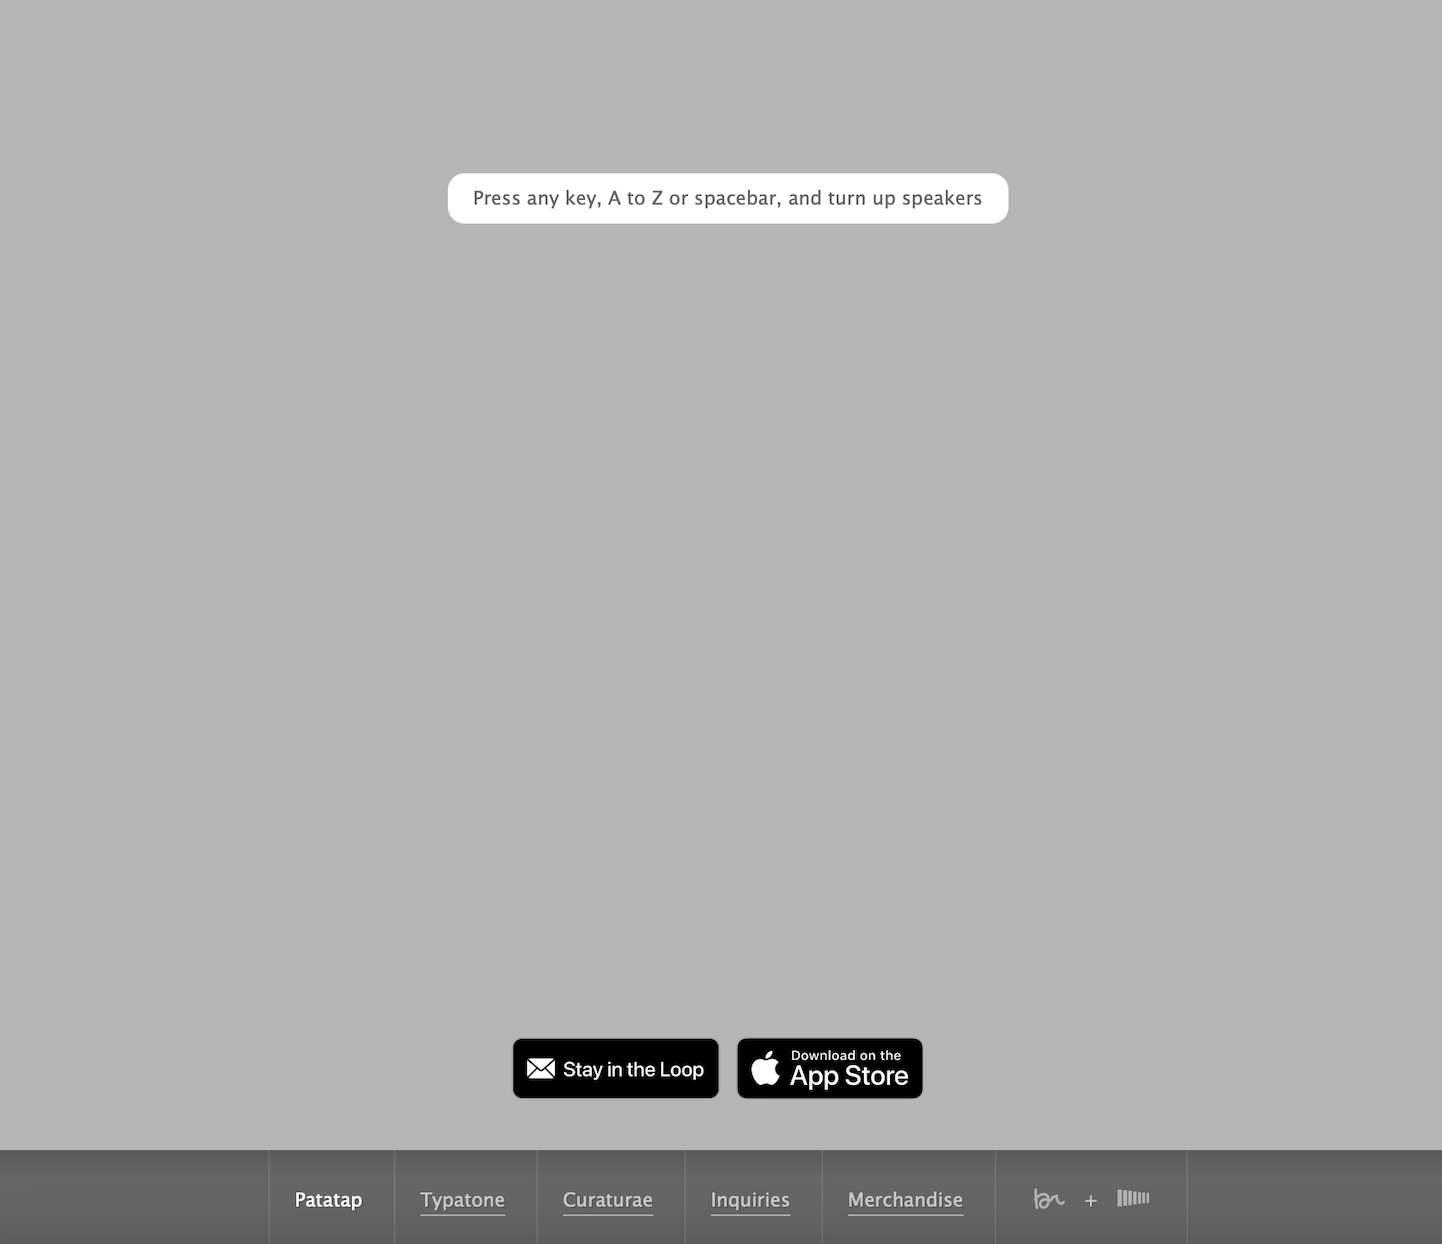 Press any key, A to Z or spacebar, and turn up speakers
Stay in the Loop
Download on the
App Store
Patatap
Typatone
Curaturae
Inquiries
Merchandise
+